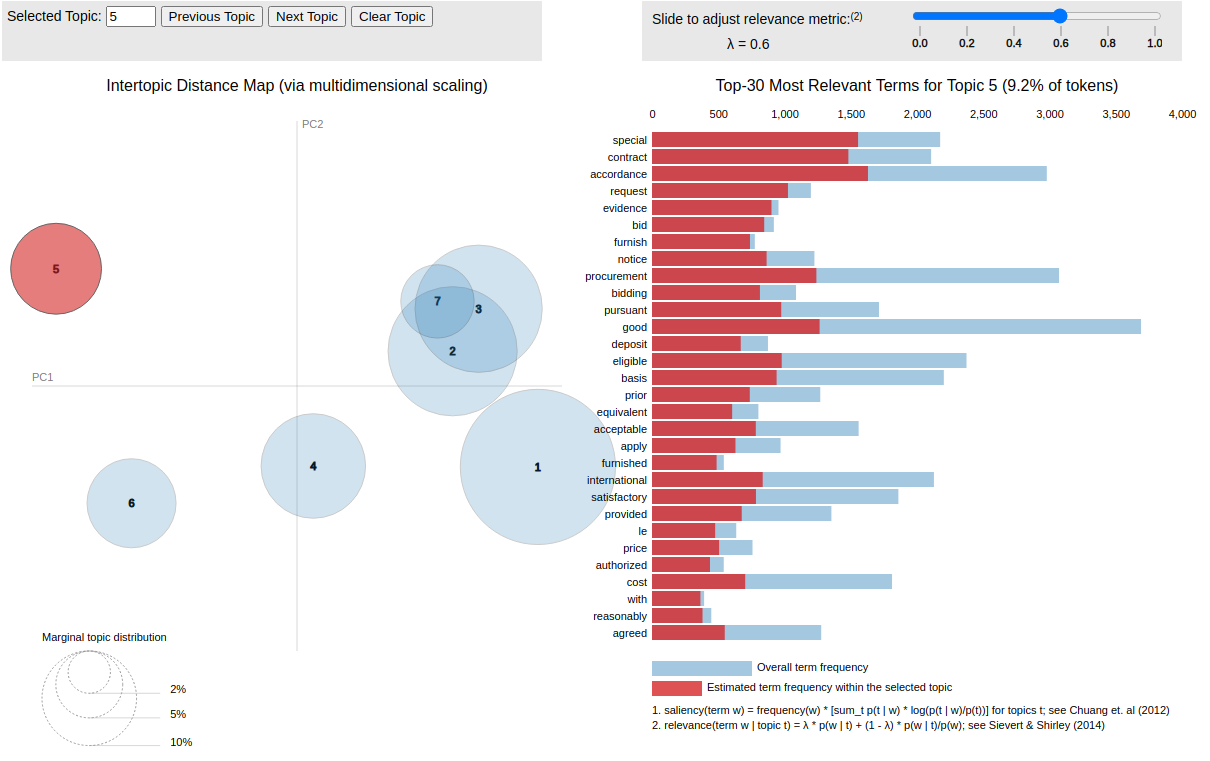 Selected Topic: 5 Previous Topic Next Topic Clear Topic
Slide to adjust relevance metric:(2)
λ = 0.6
0.0 0.2 0.4 0.6 0.8 1.0
Intertopic Distance Map (via multidimensional scaling)
PC2
PC1
5
7
3
2
4
1
6
Marginal topic distribution
2%
5%
10%
Top-30 Most Relevant Terms for Topic 5 (9.2% of tokens)
0 500 1,000 1,500 2,000 2,500 3,000 3,500 4,000
special
contract
accordance
request
evidence
bid
furnish
notice
procurement
bidding
pursuant
good
deposit
eligible
basis
prior
equivalent
acceptable
apply
furnished
international
satisfactory
provided
le
price
authorized
cost
with
reasonably
agreed
Overall term frequency
Estimated term frequency within the selected topic
1. saliency(term w) = frequency(w) * [sum_t p(t | w) * log(p(t | w)/p(t))] for topics t; see Chuang et. al (2012)
2. relevance(term w | topic t) = λ * p(w | t) + (1 - λ) * p(w | t)/p(w); see Sievert & Shirley (2014)